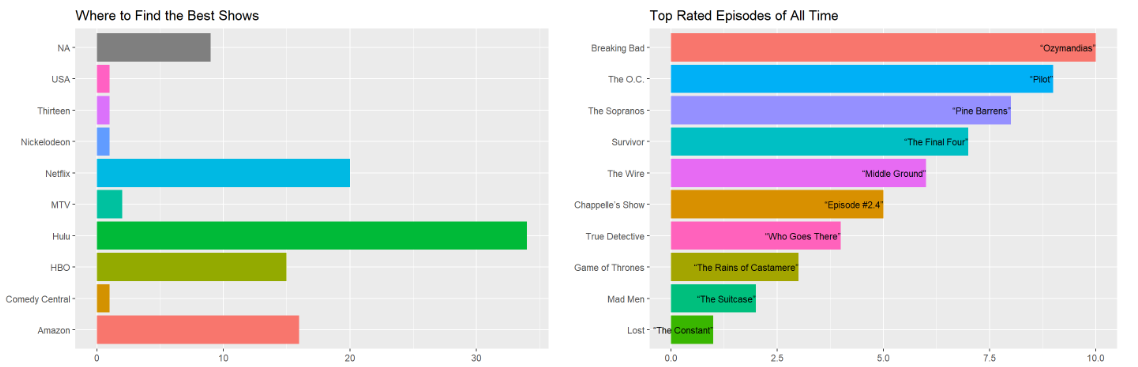 Where to Find the Best Shows
NA
USA
Thirteen
Nickelodeon
Netflix
MTV
Hulu
HBO
Comedy Central
Amazon
0 10 20 30
Top Rated Episodes of All Time
Breaking Bad "Ozymandias"
The O.C. "Pilot"
The Sopranos "Pine Barrens"
Survivor "The Final Four"
The Wire "Middle Ground"
Chappelle's Show "Episode #2.4"
True Detective "Who Goes There"
Game of Thrones "The Rains of Castamere"
Mad Men "The Suitcase"
Lost "The Constant"
0.0 2.5 5.0 7.5 10.0